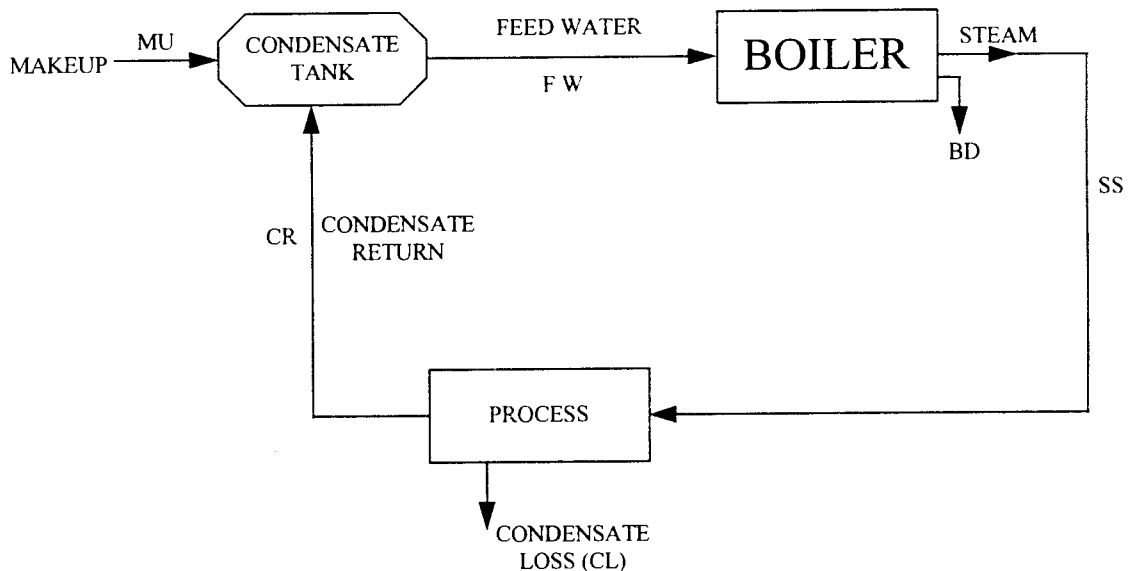 MAKEUP
MU
CONDENSATE
TANK
FEED WATER
F W
BOILER
STEAM
BD
SS
CR
CONDENSATE
RETURN
PROCESS
CONDENSATE
LOSS (CL)